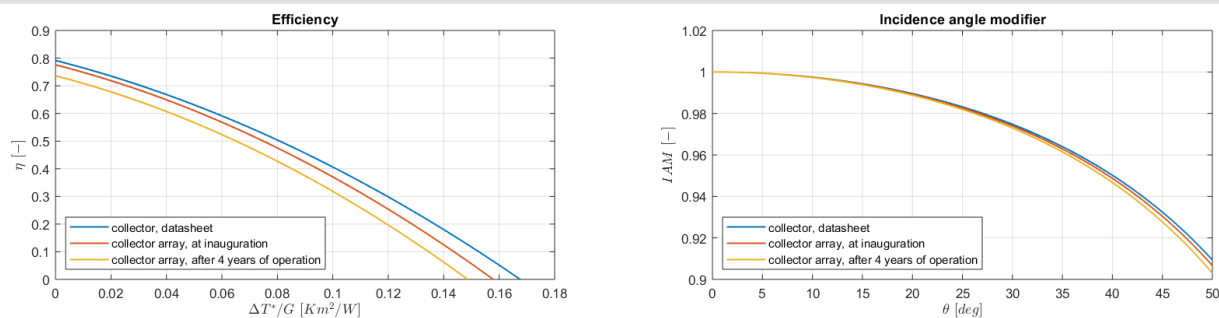 Efficiency
0.9
0.8
0.7
0.6
0.5
0.4
0.3
0.2
0.1
0
η [−]
collector, datasheet
collector array, at inauguration
collector array, after 4 years of operation
0 0.02 0.04 0.06 0.08 0.1 0.12 0.14 0.16 0.18
ΔT*/G [Km²/W]
Incidence angle modifier
1.02
1
0.98
0.96
0.94
0.92
0.9
IAM [−]
collector, datasheet
collector array, at inauguration
collector array, after 4 years of operation
0 5 10 15 20 25 30 35 40 45 50
θ [deg]